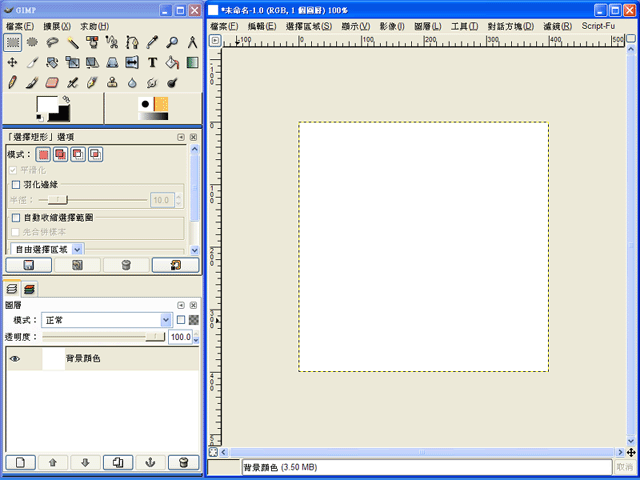 GIMP
檔案(F) 擴展(X) 求助(H)
「選擇矩形」選項
模式：
平滑化
羽化邊緣
半徑： 10.0
自動收縮選擇範圍
先合併樣本
自由選擇區域
圖層
模式： 正常
透明度： 100.0
背景顏色
*未命名-1.0 (RGB, 1 個圖層) 100%
檔案(F) 編輯(E) 選擇區域(S) 顯示(V) 影像(I) 圖層(L) 工具(T) 對話方塊(D) 濾鏡(R) Script-Fu
-100 0 100 200 300 400 500
0
100
200
300
400
背景顏色 (3.50 MB)
取消